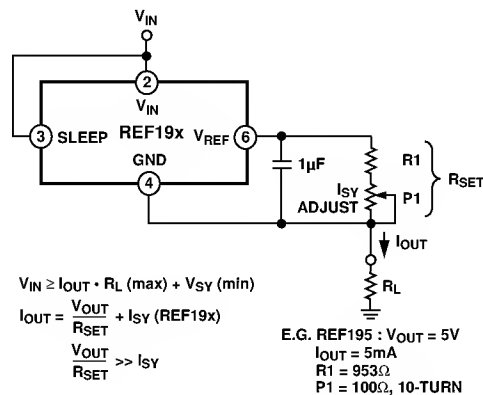 VIN
2
VIN
3 SLEEP REF19x VREF 6
GND
4
1µF
ISY
ADJUST
R1
P1
RSET
IOUT
RL
VIN ≥ IOUT • RL (max) + VSY (min)
IOUT = VOUT / RSET + ISY (REF19x)
VOUT / RSET >> ISY
E.G. REF195 : VOUT = 5V
IOUT = 5mA
R1 = 953Ω
P1 = 100Ω, 10-TURN